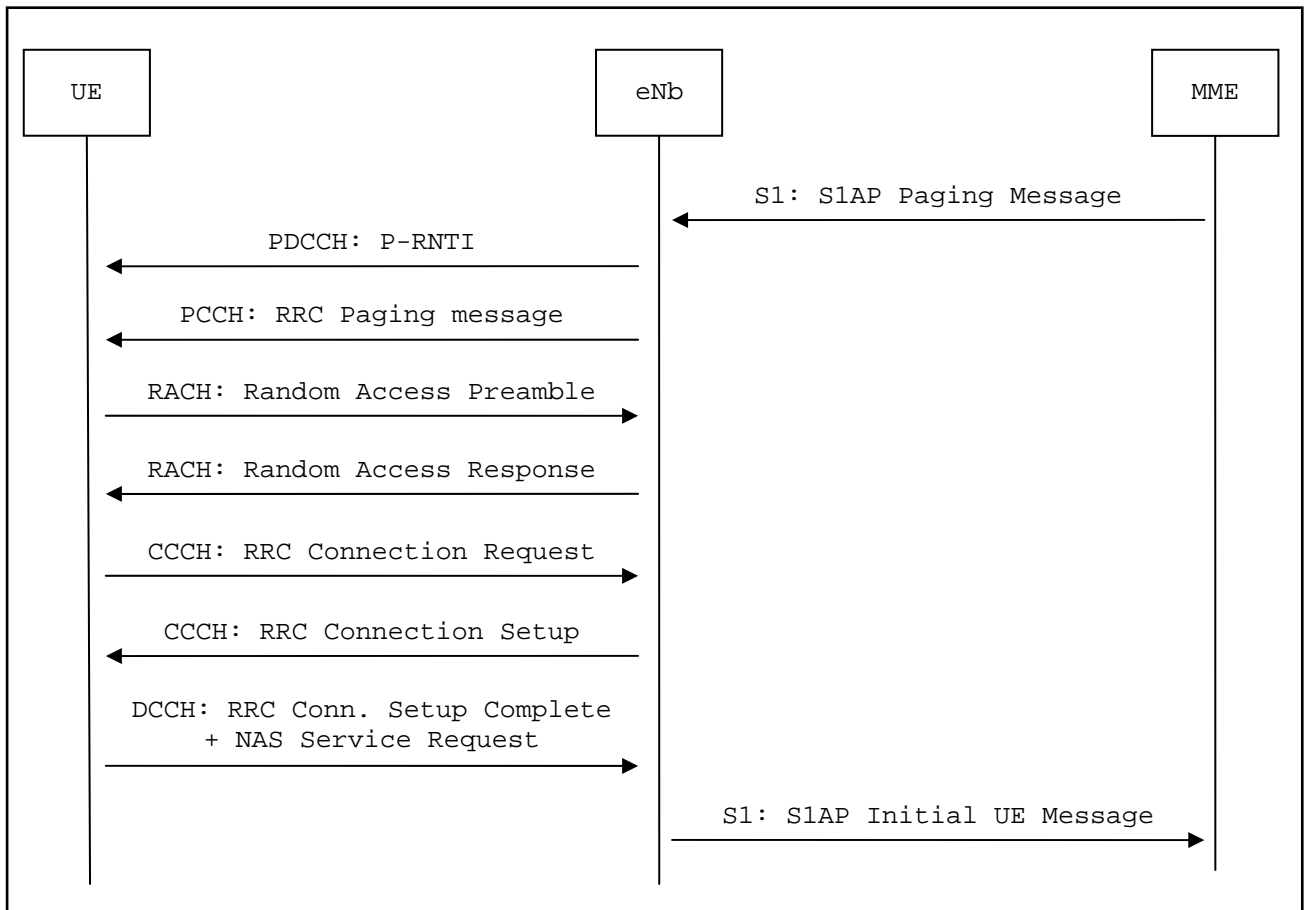 UE
eNb
MME
S1: S1AP Paging Message
PDCCH: P-RNTI
PCCH: RRC Paging message
RACH: Random Access Preamble
RACH: Random Access Response
CCCH: RRC Connection Request
CCCH: RRC Connection Setup
DCCH: RRC Conn. Setup Complete
+ NAS Service Request
S1: S1AP Initial UE Message